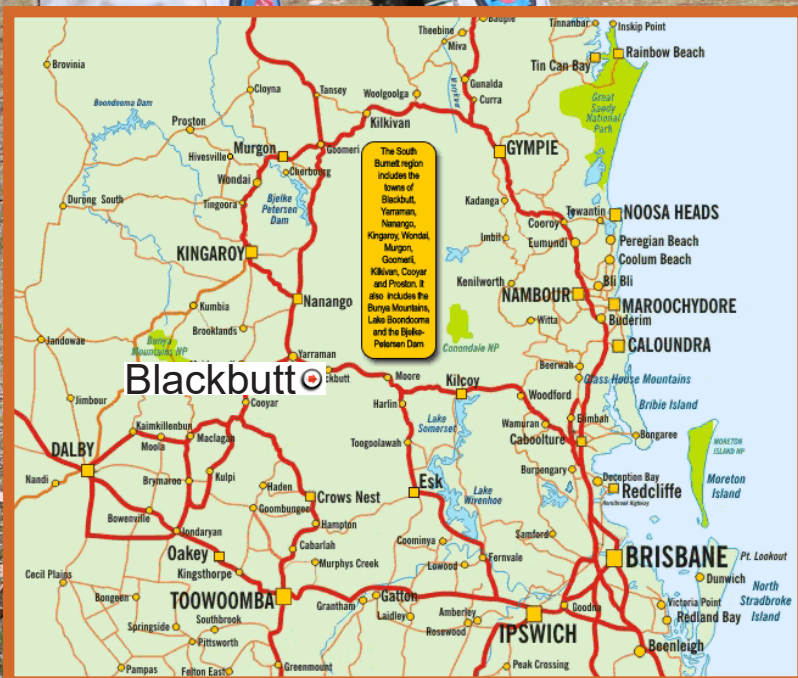 Bauple
Tinnanbar
Inskip Point
Theebine
Miva
Rainbow Beach
Tin Can Bay
Brovinia
Gunalda
Cloyna
Tansey
Woolgoolga
Curra
Boondooma Dam
Great
Sandy
National
Park
Proston
Kilkivan
Hivesville
Murgon
Goomeri
GYMPIE
Cherbourg
Wondai
The South
Burnett region
includes the
towns of
Blackbutt,
Yarraman,
Nanango,
Kingaroy, Wondai,
Murgon,
Goomerii,
Kilkivan, Cooyar
and Proston. It
also includes the
Bunya Mountains,
Lake Boondooma
and the Bjelke-
Petersen Dam
Durong South
Tingoora
Bjelke
Petersen
Dam
Kadanga
Tewantin
NOOSA HEADS
Cooroy
Imbil
Eumundi
Peregian Beach
KINGAROY
Coolum Beach
Kenilworth
Bli Bli
Nanango
NAMBOUR
MAROOCHYDORE
Kumbia
Witta
Buderim
Brooklands
Jandowae
Bunya
Mountains NP
Conondale NP
CALOUNDRA
Yarraman
Beerwah
Blackbutt
ckbutt
Moore
Kilcoy
Glass House Mountains
Jimbour
Woodford
Cooyar
Harlin
Bribie Island
Lake
Somerset
Kaimkillenbun
Maclagan
Wamuran
Elimbah
Moola
Toogoolawah
Caboolture
Bongaree
DALBY
MORETON
ISLAND NP
Nandi
Brymaroo
Kulpi
Haden
Esk
Burpengary
Deception Bay
Moreton
Island
Crows Nest
Lake
Wivenhoe
Redcliffe
Goombungee
Bowenville
Hampton
Jondaryan
Samford
Oakey
Cabarlah
Coominya
BRISBANE
Pt. Lookout
Murphys Creek
Lowood
Fernvale
Cecil Plains
Kingsthorpe
Dunwich
North
Stradbroke
Island
Bongeen
TOOWOOMBA
Gatton
Grantham
Goodna
Victoria Point
Laidley
Amberley
Redland Bay
Springside
Southbrook
Rosewood
IPSWICH
Pittsworth
Beenleigh
Pampas
Felton East
Greenmount
Peak Crossing